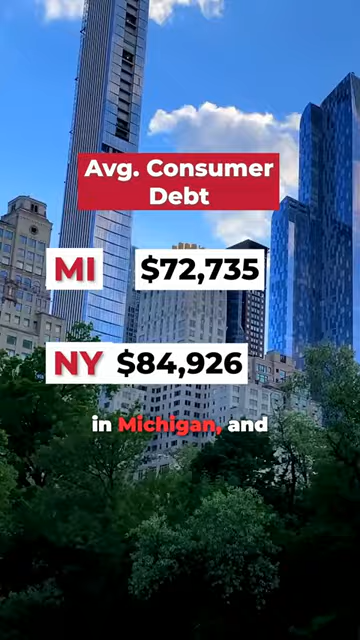 Avg. Consumer
Debt
MI $72,735
NY $84,926
in Michigan, and